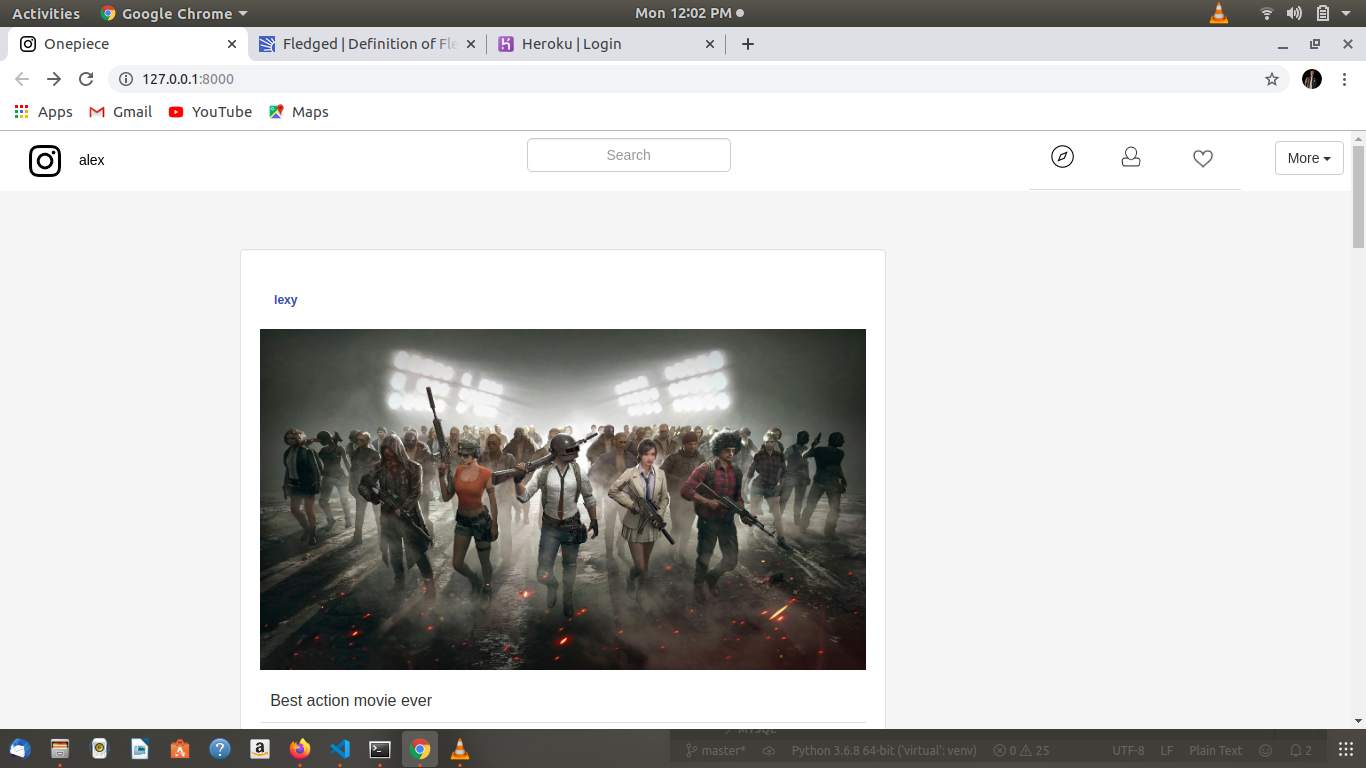 Activities Google Chrome Mon 12:02 PM
Onepiece Fledged | Definition of Fle Heroku | Login
127.0.0.1:8000
Apps Gmail YouTube Maps
alex Search More
lexy
Best action movie ever
MySQL
master* Python 3.6.8 64-bit ('virtual': venv) 0 25 UTF-8 LF Plain Text 2